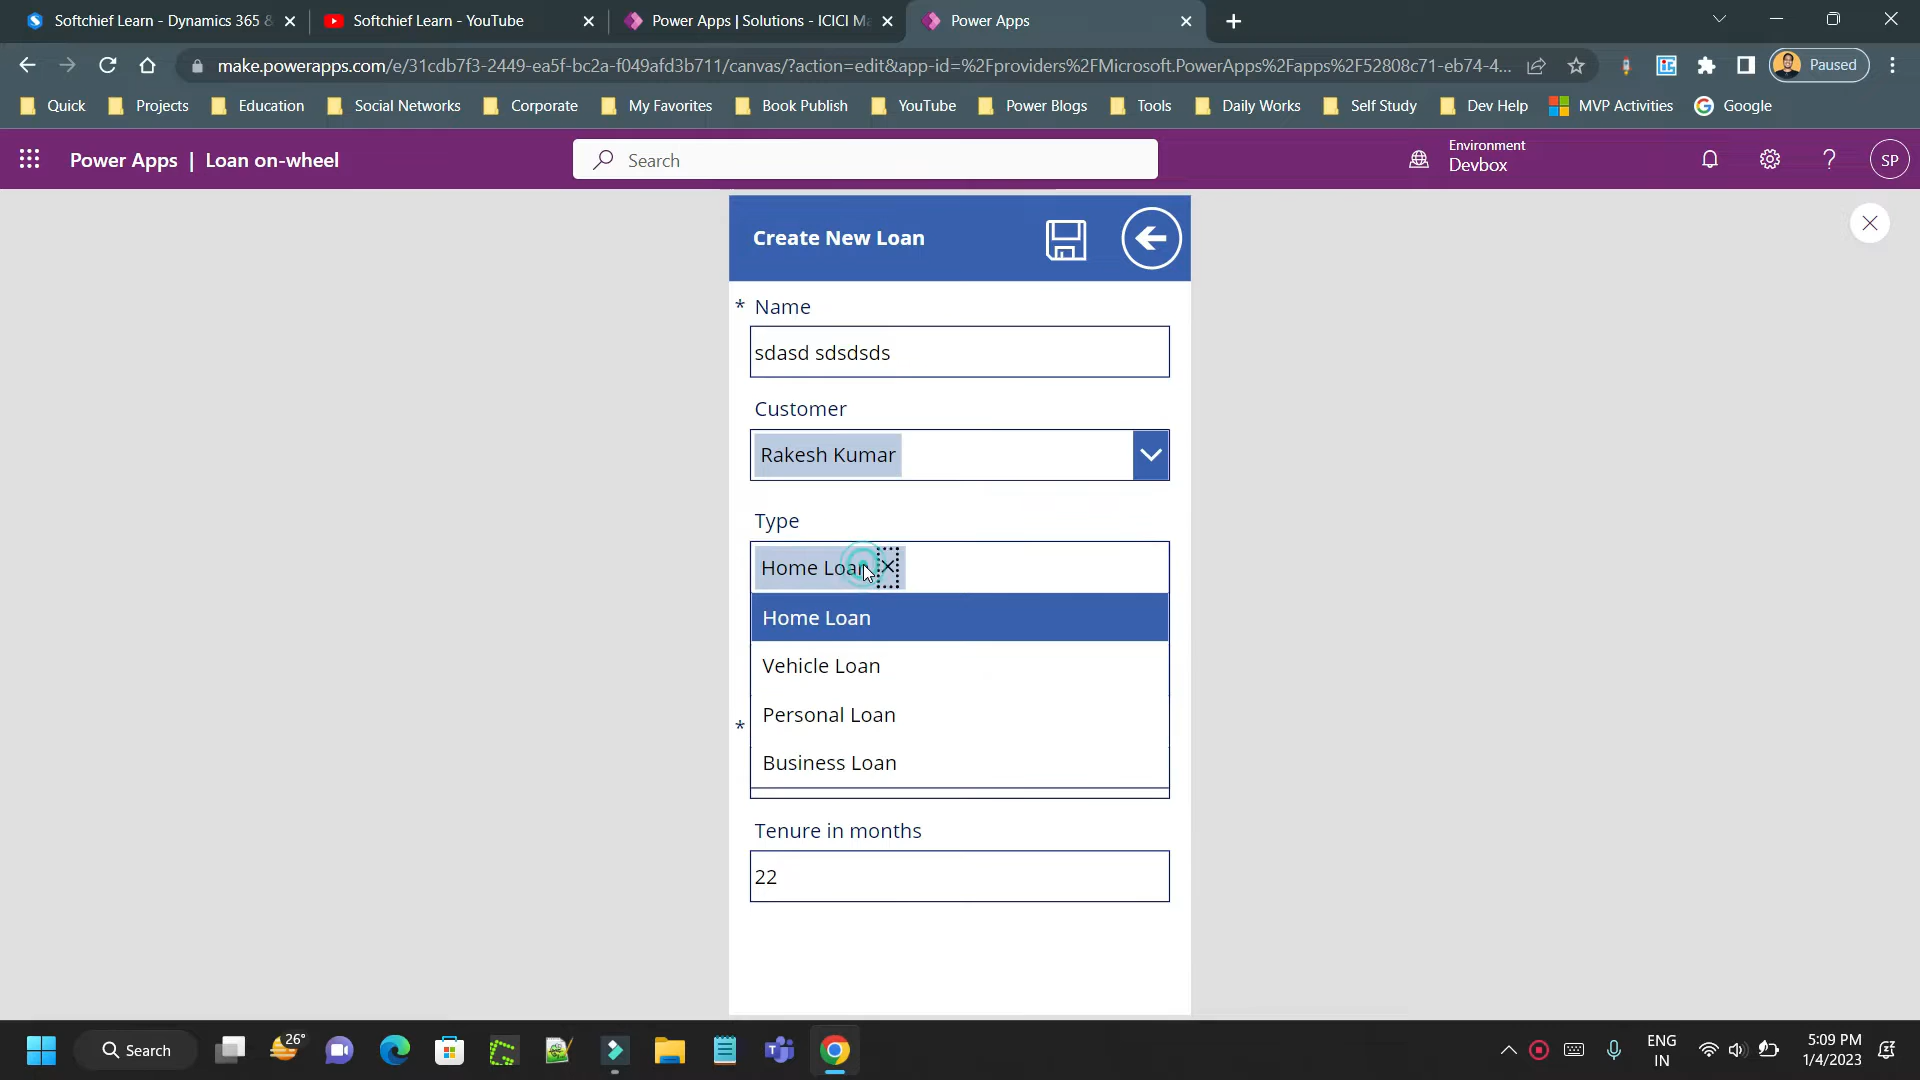 Softchief Learn - Dynamics 365 &
Softchief Learn - YouTube
Power Apps | Solutions - ICICI Ma
Power Apps
make.powerapps.com/e/31cdb7f3-2449-ea5f-bc2a-f049afd3b711/canvas/?action=edit&app-id=%2Fproviders%2FMicrosoft.PowerApps%2Fapps%2F52808c71-eb74-4...
Paused
Quick
Projects
Education
Social Networks
Corporate
My Favorites
Book Publish
YouTube
Power Blogs
Tools
Daily Works
Self Study
Dev Help
MVP Activities
Google
Power Apps | Loan on-wheel
Search
Environment
Devbox
?
SP
Create New Loan
* Name
sdasd sdsdsds
Customer
Rakesh Kumar
Type
Home Loan
Home Loan
Vehicle Loan
Personal Loan
*
Business Loan
Tenure in months
22
Search
26°
ENG
IN
5:09 PM
1/4/2023